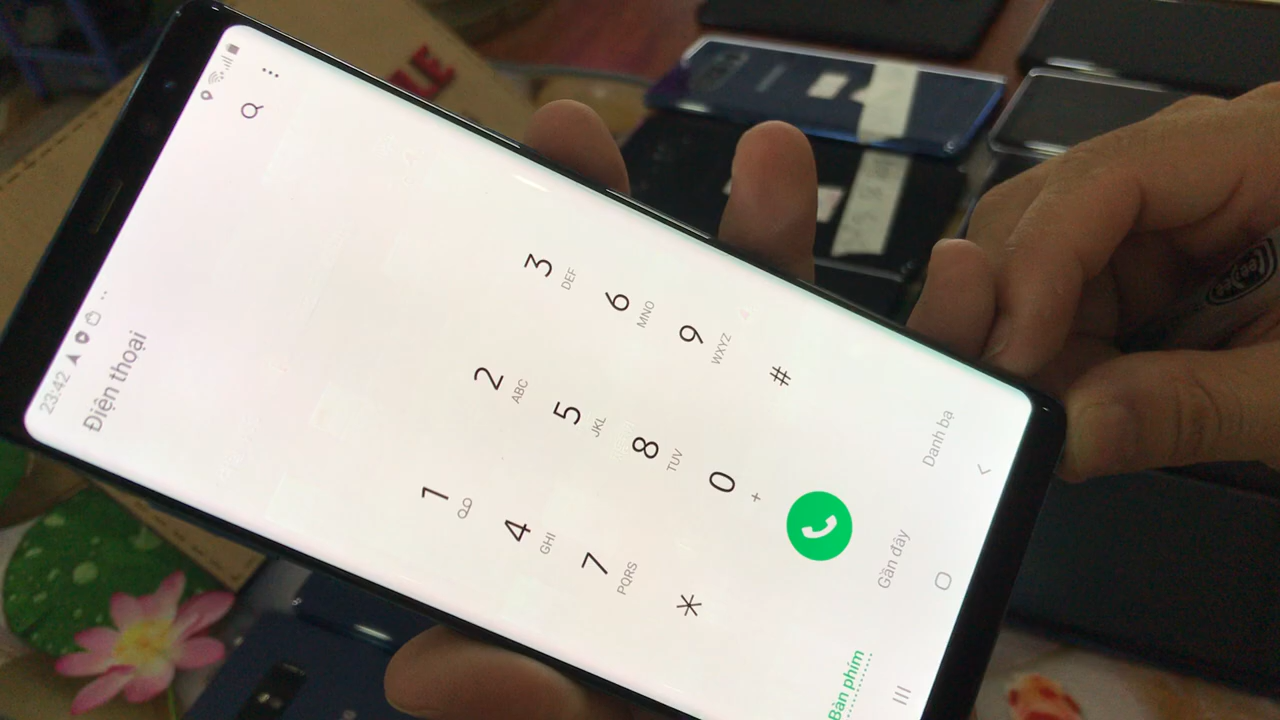 23:42
Điện thoại
1
2 ABC
3 DEF
4 GHI
5 JKL
6 MNO
7 PQRS
8 TUV
9 WXYZ
*
0 +
#
Bàn phím
Gần đây
Danh bạ